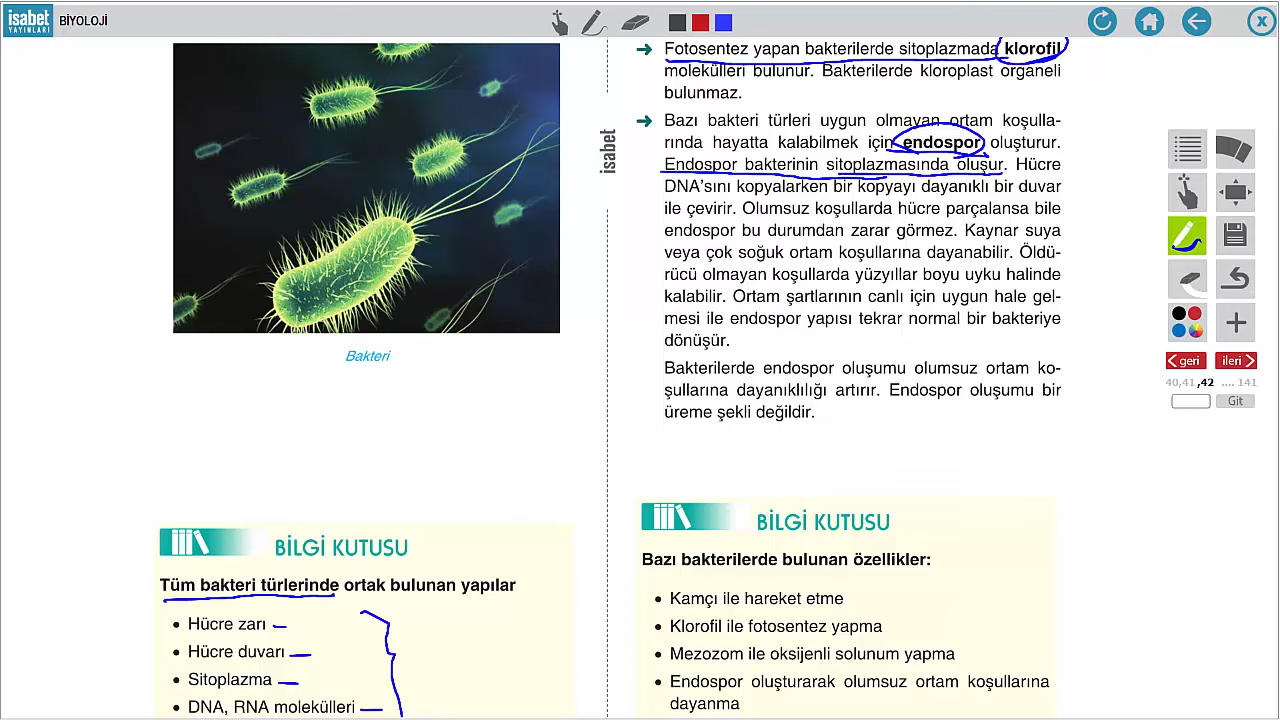 isabet
YAYINLARI
BİYOLOJİ
Bakteri
BİLGİ KUTUSU
Tüm bakteri türlerinde ortak bulunan yapılar
• Hücre zarı
• Hücre duvarı
• Sitoplazma
• DNA, RNA molekülleri
isabet
→ Fotosentez yapan bakterilerde sitoplazmada klorofil
molekülleri bulunur. Bakterilerde kloroplast organeli
bulunmaz.
→ Bazı bakteri türleri uygun olmayan ortam koşulla-
rında hayatta kalabilmek için endospor oluşturur.
Endospor bakterinin sitoplazmasında oluşur. Hücre
DNA'sını kopyalarken bir kopyayı dayanıklı bir duvar
ile çevirir. Olumsuz koşullarda hücre parçalansa bile
endospor bu durumdan zarar görmez. Kaynar suya
veya çok soğuk ortam koşullarına dayanabilir. Öldü-
rücü olmayan koşullarda yüzyıllar boyu uyku halinde
kalabilir. Ortam şartlarının canlı için uygun hale gel-
mesi ile endospor yapısı tekrar normal bir bakteriye
dönüşür.
Bakterilerde endospor oluşumu olumsuz ortam ko-
şullarına dayanıklılığı artırır. Endospor oluşumu bir
üreme şekli değildir.
BİLGİ KUTUSU
Bazı bakterilerde bulunan özellikler:
• Kamçı ile hareket etme
• Klorofil ile fotosentez yapma
• Mezozom ile oksijenli solunum yapma
• Endospor oluşturarak olumsuz ortam koşullarına
dayanma
geri ileri
40,41,42 .... 141
Git